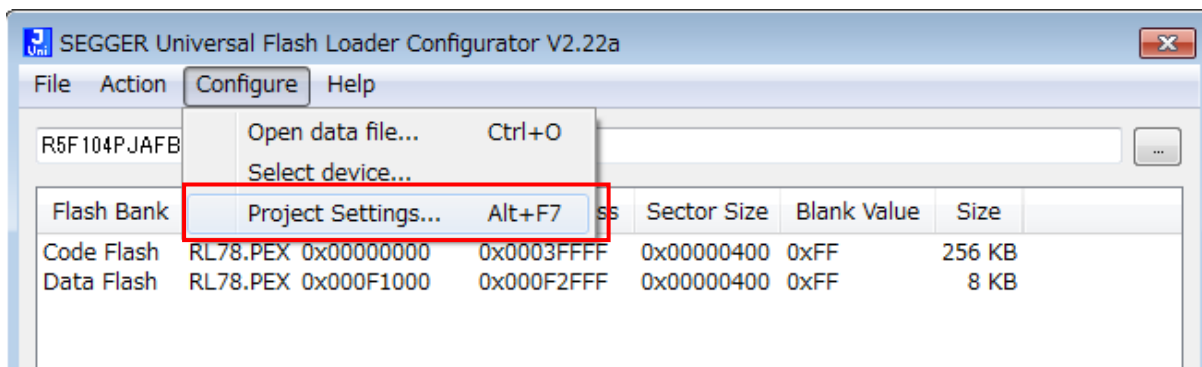 SEGGER Universal Flash Loader Configurator V2.22a
File Action Configure Help
Open data file... Ctrl+O
R5F104PJAFB
...
Select device...
Project Settings... Alt+F7
Flash Bank ss Sector Size Blank Value Size
Code Flash RL78.PEX 0x00000000 0x0003FFFF 0x00000400 0xFF 256 KB
Data Flash RL78.PEX 0x000F1000 0x000F2FFF 0x00000400 0xFF 8 KB